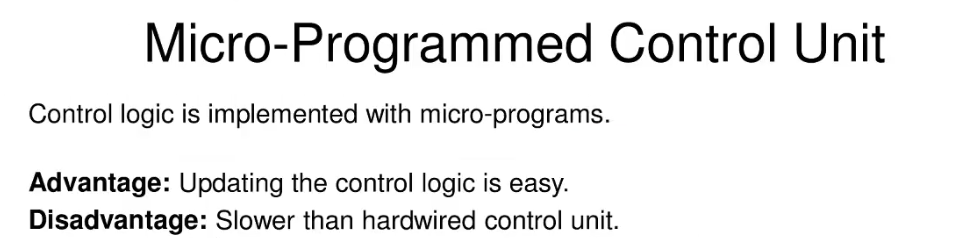 Micro-Programmed Control Unit
Control logic is implemented with micro-programs.
Advantage: Updating the control logic is easy.
Disadvantage: Slower than hardwired control unit.